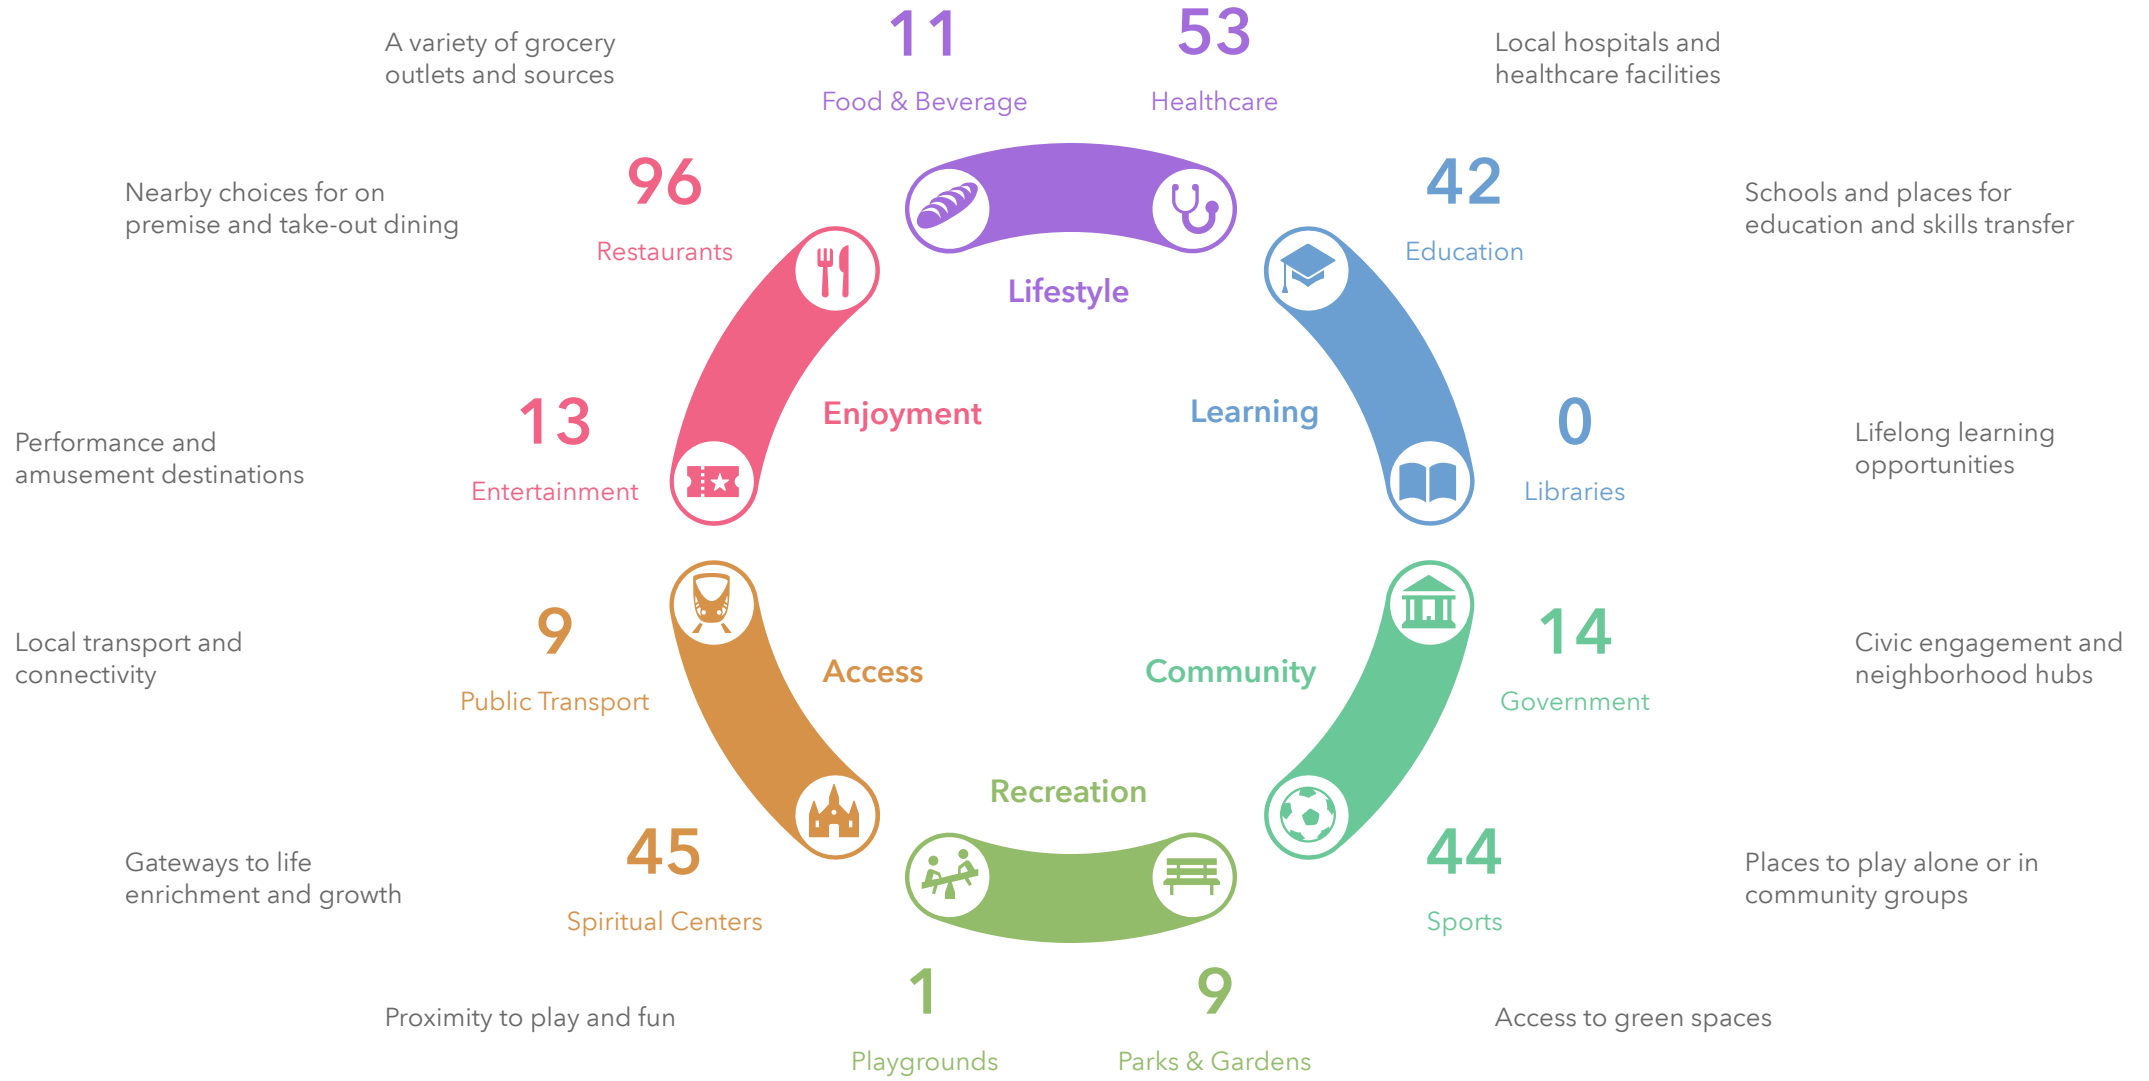 A variety of grocery
outlets and sources
11
Food & Beverage
53
Healthcare
Local hospitals and
healthcare facilities
Nearby choices for on
premise and take-out dining
96
Restaurants
42
Education
Schools and places for
education and skills transfer
Lifestyle
Performance and
amusement destinations
13
Entertainment
Enjoyment
Learning
0
Libraries
Lifelong learning
opportunities
Local transport and
connectivity
9
Public Transport
Access
Community
14
Government
Civic engagement and
neighborhood hubs
Recreation
Gateways to life
enrichment and growth
45
Spiritual Centers
44
Sports
Places to play alone or in
community groups
Proximity to play and fun
1
Playgrounds
9
Parks & Gardens
Access to green spaces